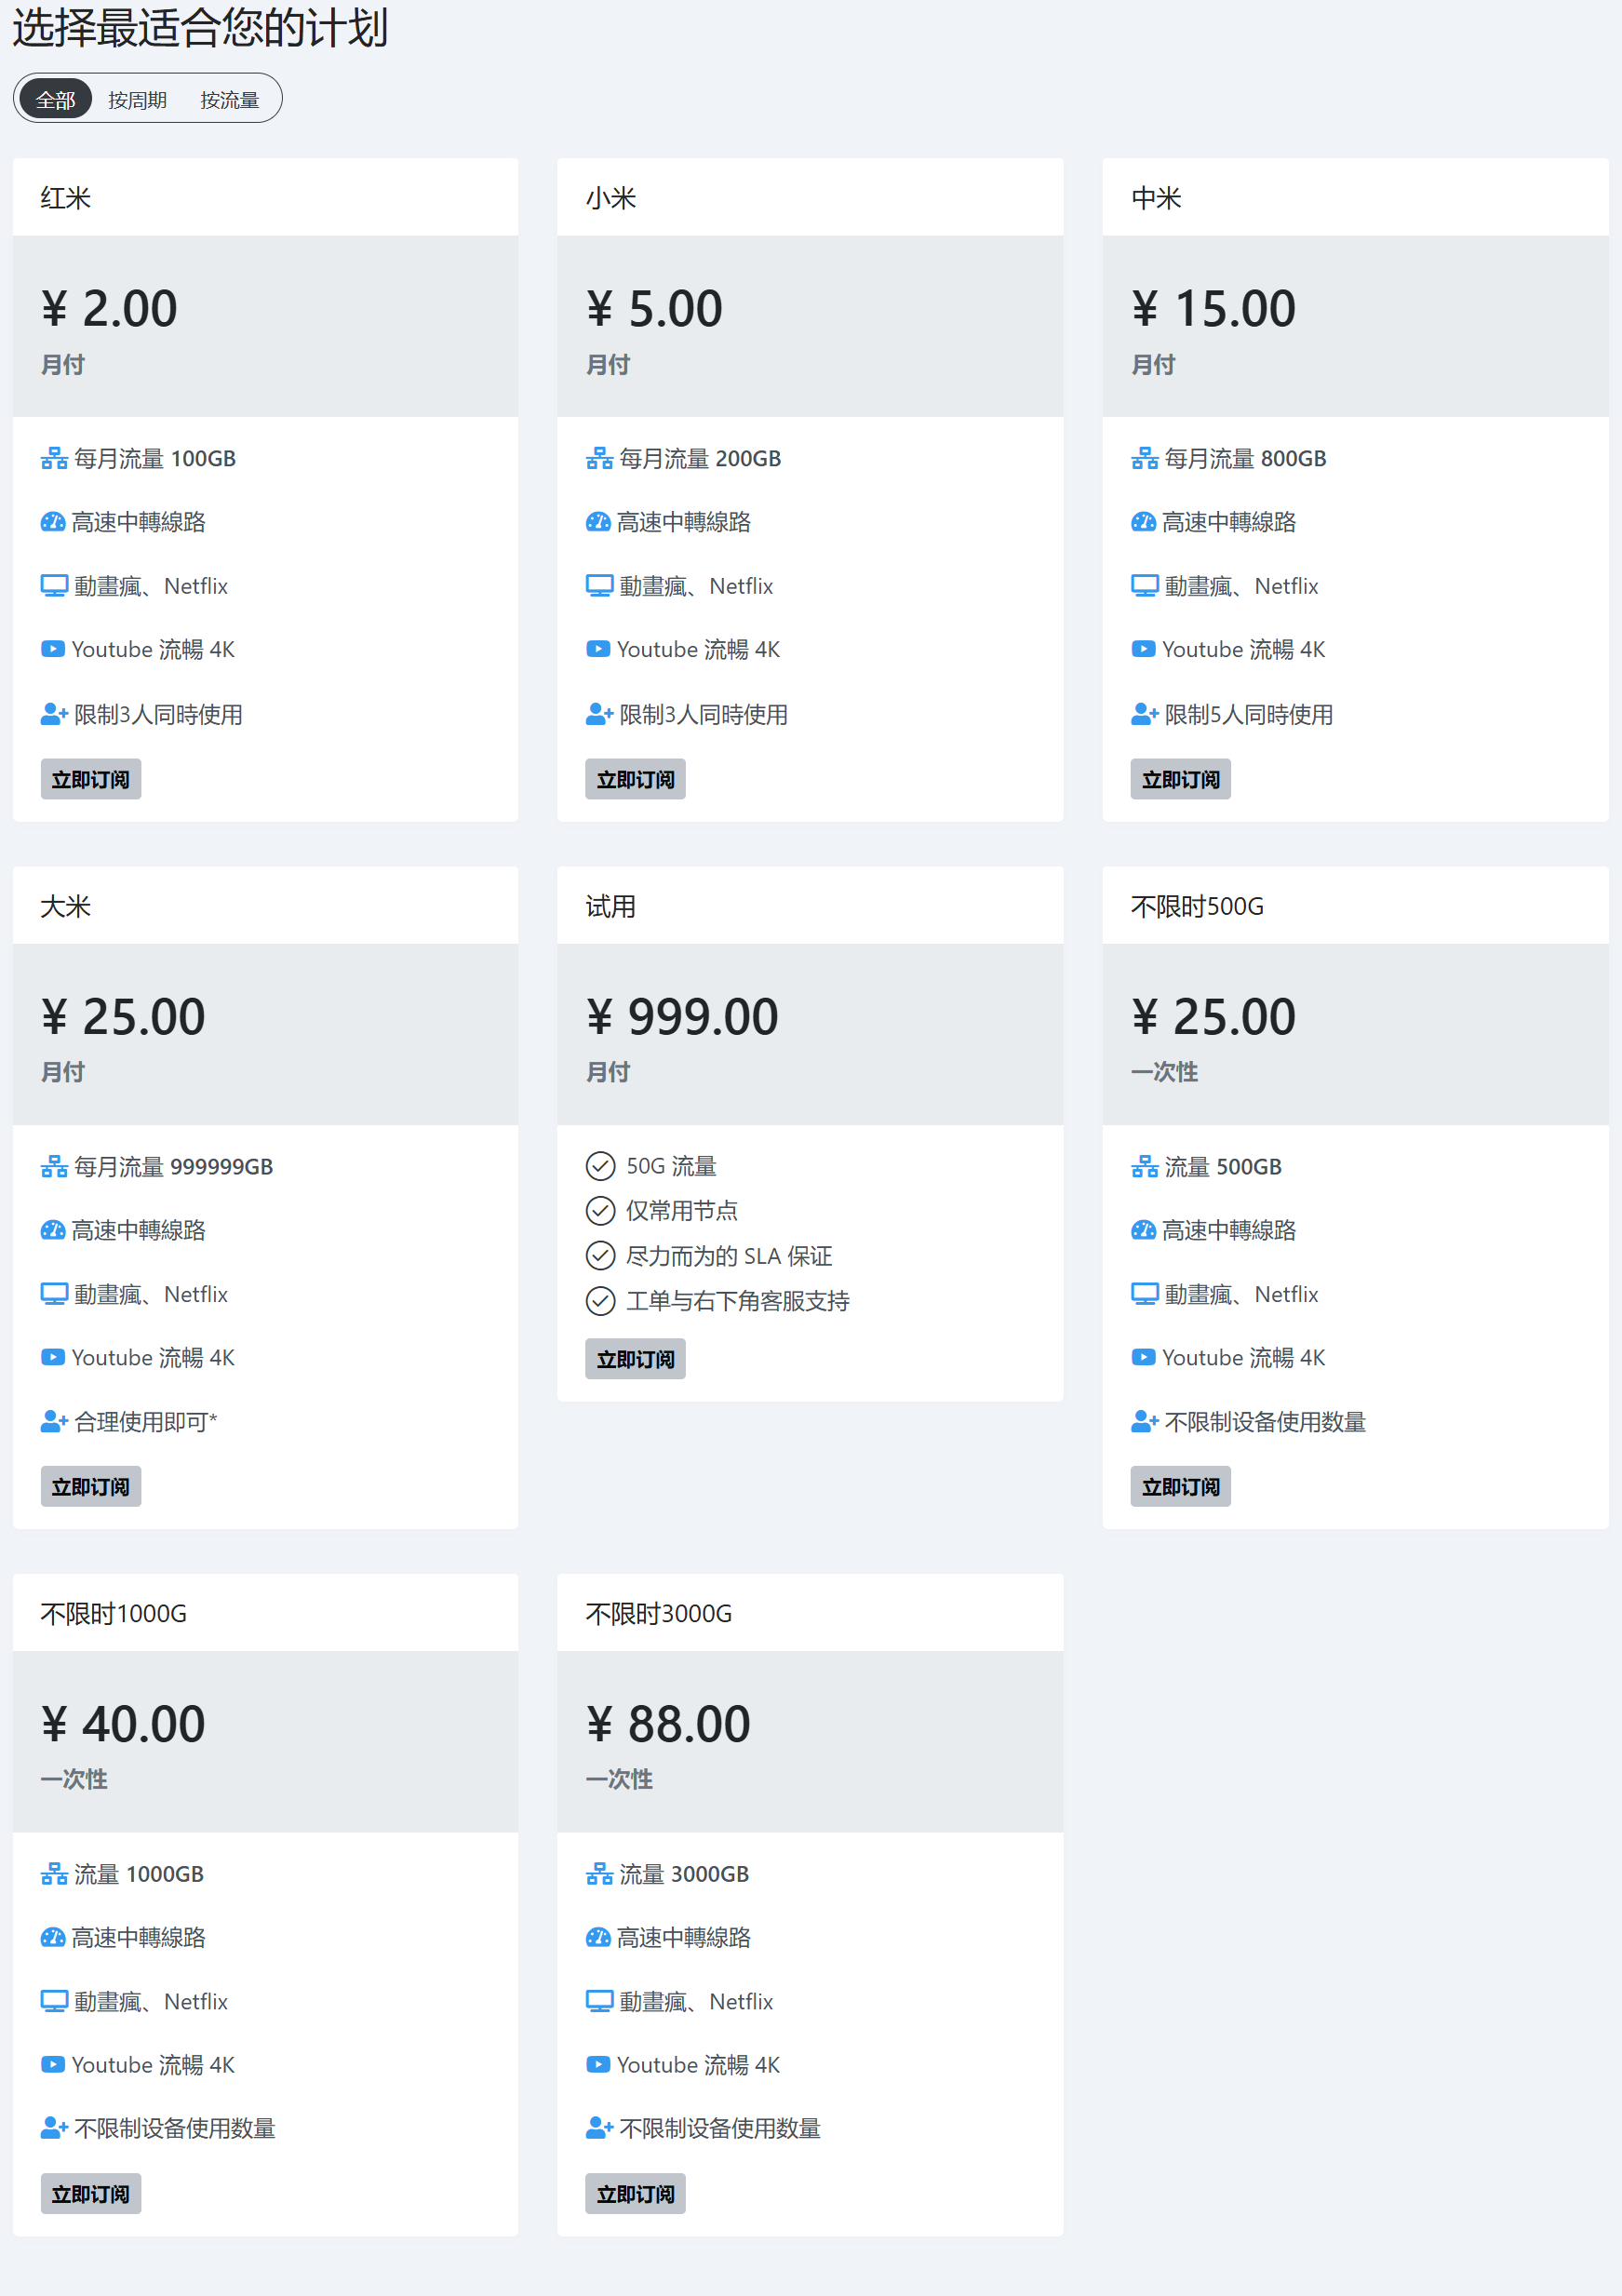 选择最适合您的计划
全部 按周期 按流量
红米
¥ 2.00
月付
每月流量 100GB
高速中轉線路
動畫瘋、Netflix
Youtube 流暢 4K
限制3人同時使用
立即订阅
小米
¥ 5.00
月付
每月流量 200GB
高速中轉線路
動畫瘋、Netflix
Youtube 流暢 4K
限制3人同時使用
立即订阅
中米
¥ 15.00
月付
每月流量 800GB
高速中轉線路
動畫瘋、Netflix
Youtube 流暢 4K
限制5人同時使用
立即订阅
大米
¥ 25.00
月付
每月流量 999999GB
高速中轉線路
動畫瘋、Netflix
Youtube 流暢 4K
合理使用即可*
立即订阅
试用
¥ 999.00
月付
50G 流量
仅常用节点
尽力而为的 SLA 保证
工单与右下角客服支持
立即订阅
不限时500G
¥ 25.00
一次性
流量 500GB
高速中轉線路
動畫瘋、Netflix
Youtube 流暢 4K
不限制设备使用数量
立即订阅
不限时1000G
¥ 40.00
一次性
流量 1000GB
高速中轉線路
動畫瘋、Netflix
Youtube 流暢 4K
不限制设备使用数量
立即订阅
不限时3000G
¥ 88.00
一次性
流量 3000GB
高速中轉線路
動畫瘋、Netflix
Youtube 流暢 4K
不限制设备使用数量
立即订阅